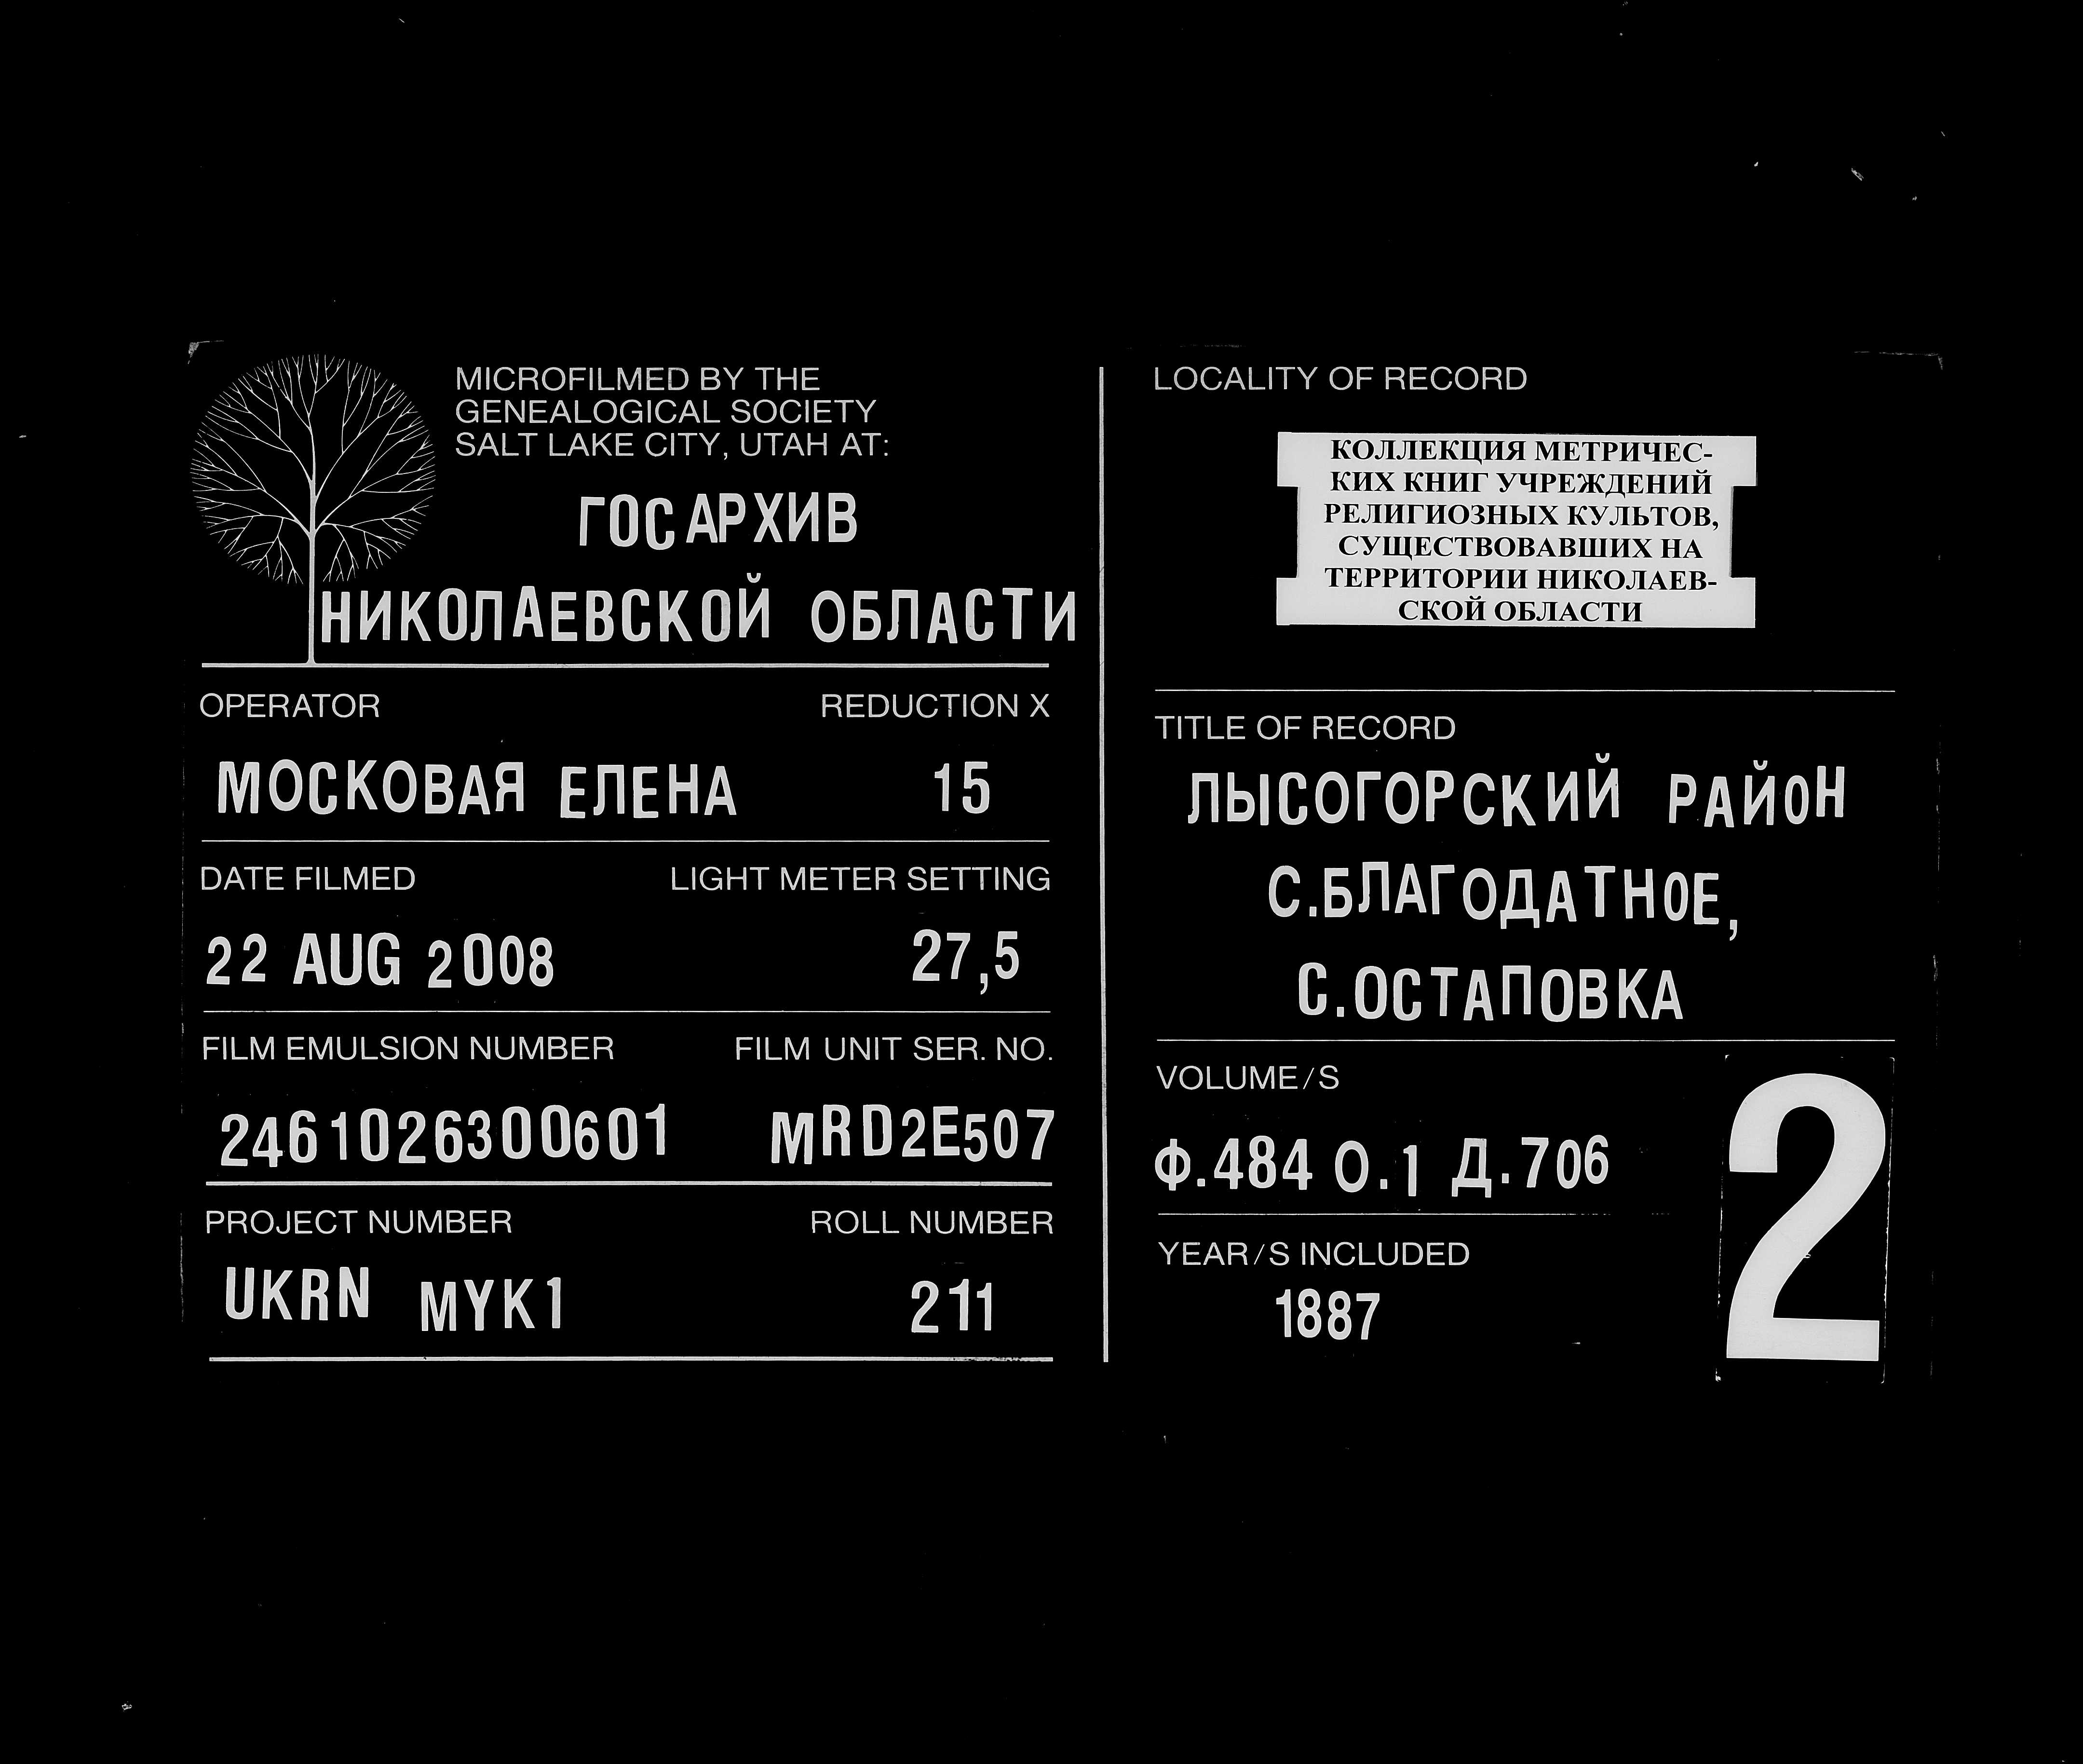 MICROFILMED BY THE
GENEALOGICAL SOCIETY
SALT LAKE CITY, UTAH AT:
ГОСАРХИВ
НИКОЛАЕВСКОЙ ОБЛАСТИ
OPERATOR REDUCTION X
МОСКОВАЯ ЕЛЕНА 15
DATE FILMED LIGHT METER SETTING
22 AUG 2008 27,5
FILM EMULSION NUMBER FILM UNIT SER. NO.
2461026300601 MRD2E507
PROJECT NUMBER ROLL NUMBER
UKRN MYK1 211
LOCALITY OF RECORD
КОЛЛЕКЦИЯ МЕТРИЧЕС-
КИХ КНИГ УЧРЕЖДЕНИЙ
РЕЛИГИОЗНЫХ КУЛЬТОВ,
СУЩЕСТВОВАВШИХ НА
ТЕРРИТОРИИ НИКОЛАЕВ-
СКОЙ ОБЛАСТИ
TITLE OF RECORD
ЛЫСОГОРСКИЙ РАЙОН
С.БЛАГОДАТНОЕ,
С.ОСТАПОВКА
VOLUME/S
Ф.484 О.1 Д.706
YEAR/S INCLUDED
1887
2